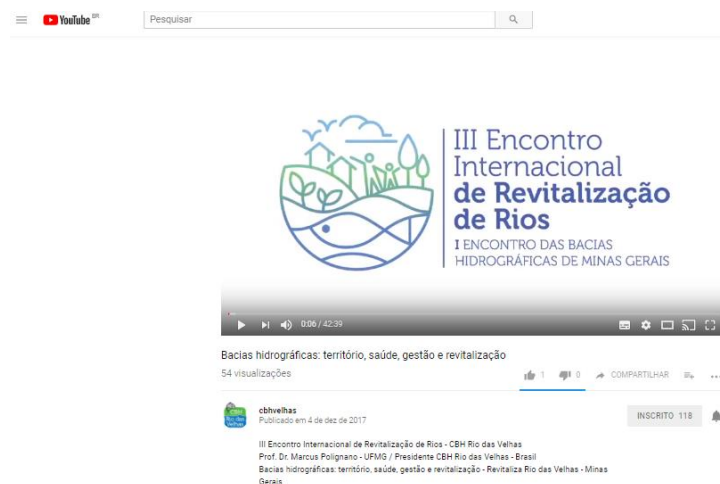 YouTube BR
Pesquisar
III Encontro
Internacional
de Revitalização
de Rios
I ENCONTRO DAS BACIAS
HIDROGRÁFICAS DE MINAS GERAIS
0:06 / 42:39
Bacias hidrográficas: território, saúde, gestão e revitalização
54 visualizações
1 0 COMPARTILHAR
CBH
Rio das
Velhas
cbhvelhas
Publicado em 4 de dez de 2017
INSCRITO 118
III Encontro Internacional de Revitalização de Rios - CBH Rio das Velhas
Prof. Dr. Marcus Polignano - UFMG / Presidente CBH Rio das Velhas - Brasil
Bacias hidrográficas: território, saúde, gestão e revitalização - Revitaliza Rio das Velhas - Minas
Gerais